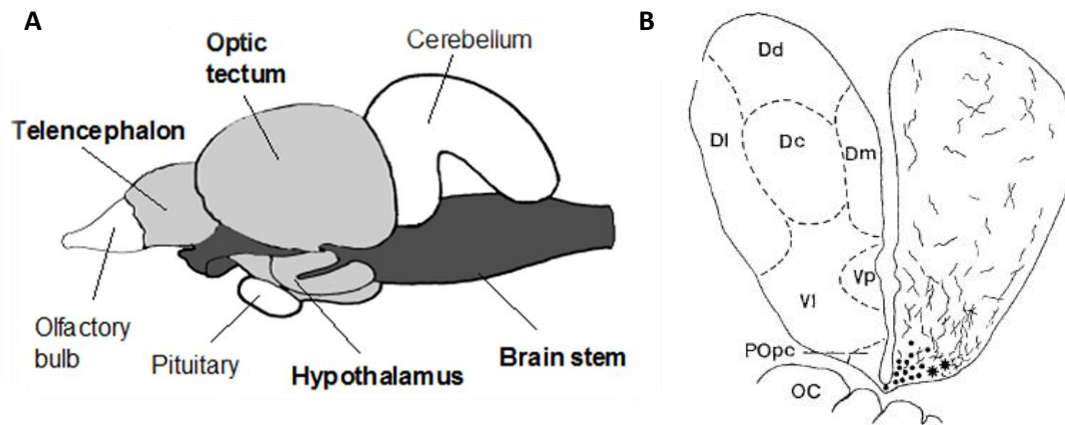 A
Optic
tectum
Cerebellum
Telencephalon
Olfactory
bulb
Pituitary
Hypothalamus
Brain stem
B
Dd
Dl
Dc
Dm
Vp
Vl
POpc
OC